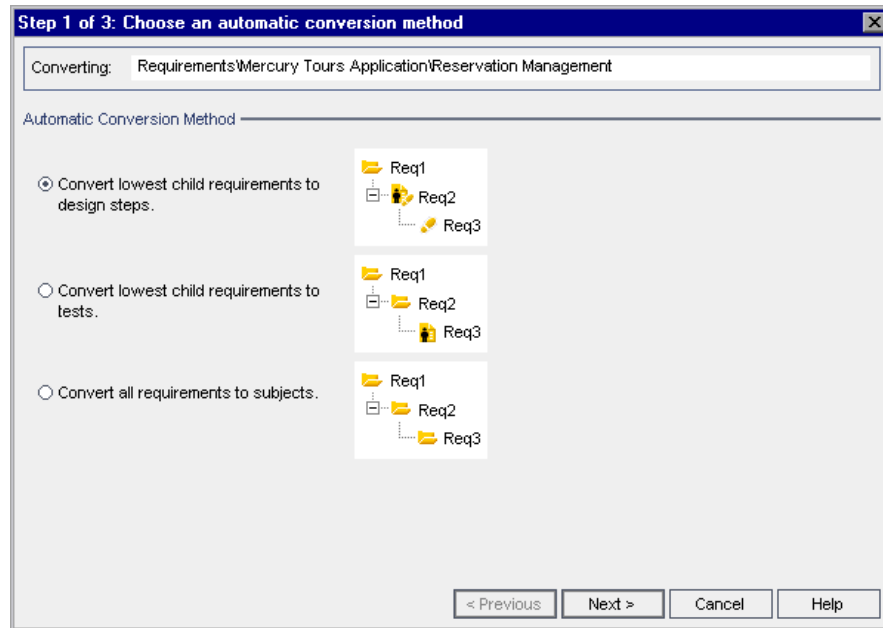 Step 1 of 3: Choose an automatic conversion method
Converting: Requirements\Mercury Tours Application\Reservation Management
Automatic Conversion Method
Convert lowest child requirements to
design steps.
Req1
Req2
Req3
Convert lowest child requirements to
tests.
Req1
Req2
Req3
Convert all requirements to subjects.
Req1
Req2
Req3
< Previous
Next >
Cancel
Help